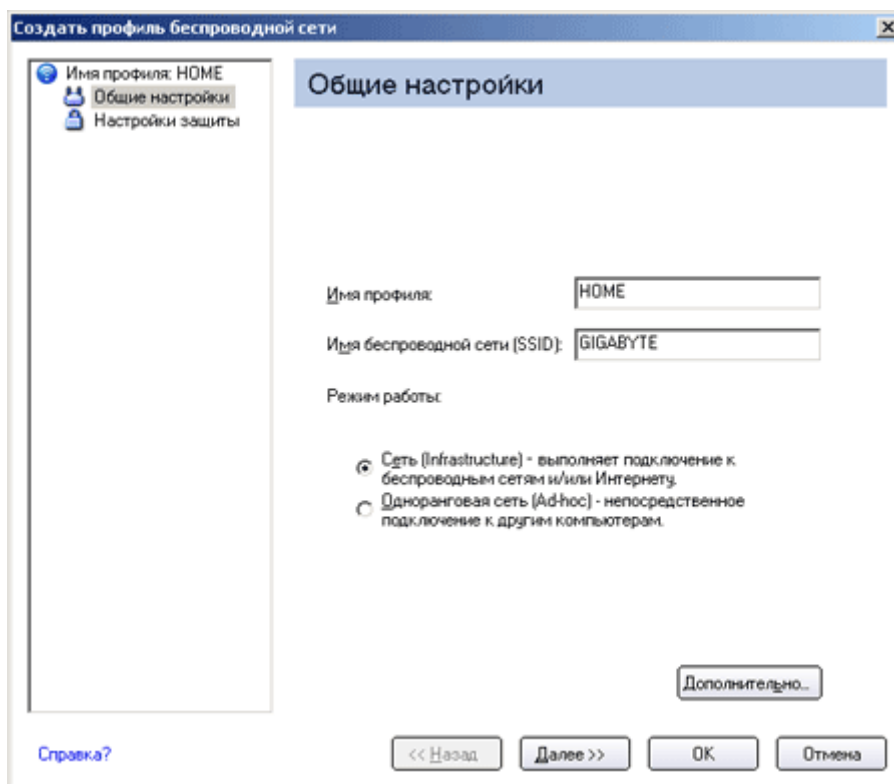 Создать профиль беспроводной сети
Имя профиля: HOME
Общие настройки
Настройки защиты
Общие настройки
Имя профиля:
HOME
Имя беспроводной сети (SSID):
GIGABYTE
Режим работы:
Сеть (Infrastructure) - выполняет подключение к
беспроводным сетям и/или Интернету.
Одноранговая сеть (Ad-hoc) - непосредственное
подключение к другим компьютерам.
Дополнительно...
Справка?
<< Назад
Далее >>
OK
Отмена